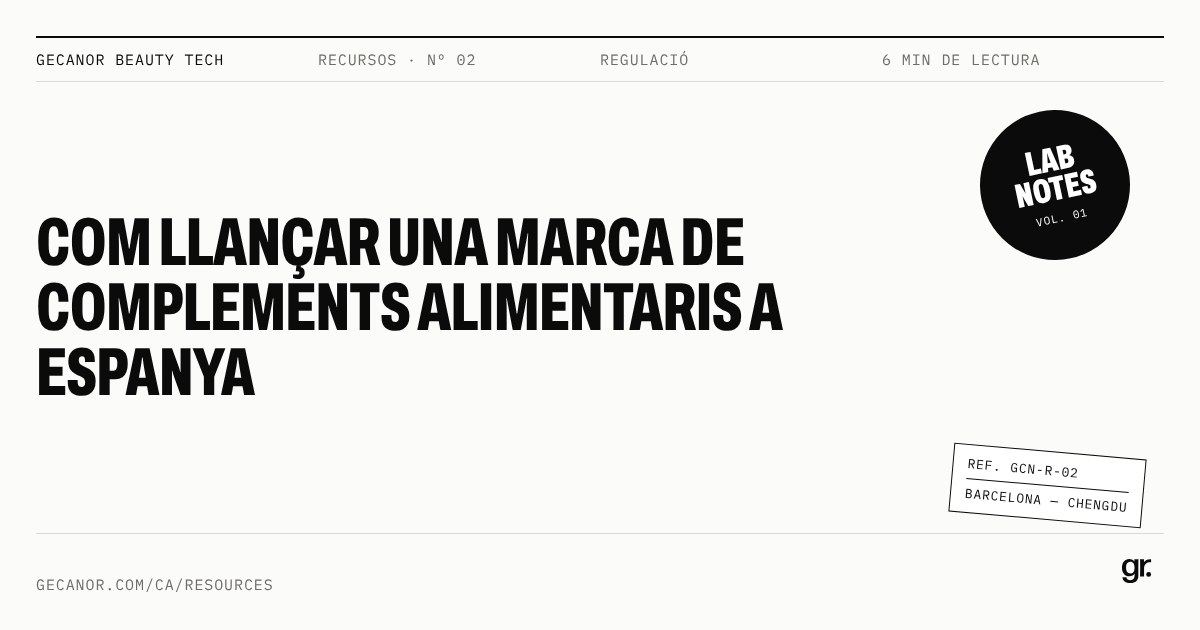 GECANOR BEAUTY TECH
RECURSOS · Nº 02
REGULACIÓ
6 MIN DE LECTURA
LAB
NOTES
VOL. 01
COM LLANÇAR UNA MARCA DE
COMPLEMENTS ALIMENTARIS A
ESPANYA
REF. GCN-R-02
BARCELONA — CHENGDU
GECANOR.COM/CA/RESOURCES
gr.